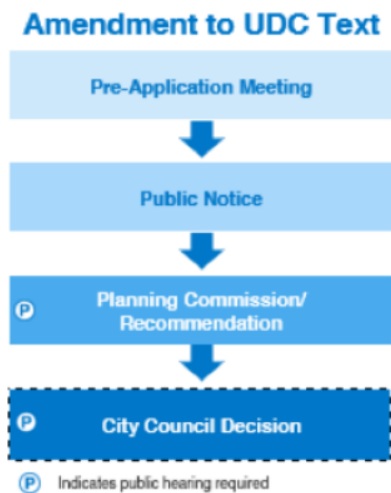 Amendment to UDC Text
Pre-Application Meeting
Public Notice
P
Planning Commission/
Recommendation
P
City Council Decision
P Indicates public hearing required